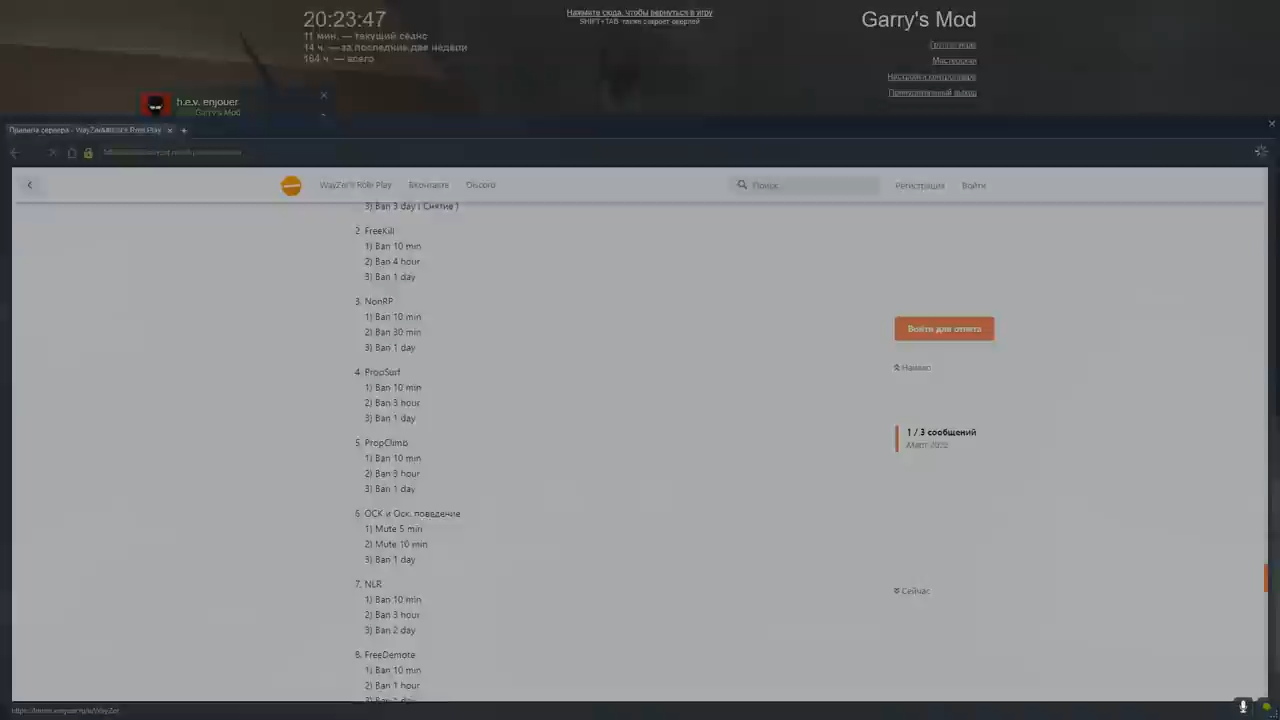 20:23:47
11 мин. — текущий сеанс
14 ч. — за последние две недели
164 ч. — всего
Нажмите сюда, чтобы вернуться в игру
SHIFT+TAB также закроет оверлей
Garry's Mod
Группа игры
Мастерская
Настройки контроллера
Принудительный выход
h.e.v. enjouer
Garry's Mod
Правила сервера - WayZer's Role Play
WayZer's Role Play
ВКонтакте
Discord
Поиск
Регистрация
Войти
3) Ban 3 day ( Снятие )
2. FreeKill
1) Ban 10 min
2) Ban 4 hour
3) Ban 1 day
3. NonRP
1) Ban 10 min
2) Ban 30 min
3) Ban 1 day
4. PropSurf
1) Ban 10 min
2) Ban 3 hour
3) Ban 1 day
5. PropClimb
1) Ban 10 min
2) Ban 3 hour
3) Ban 1 day
6. ОСК и Оск. поведение
1) Mute 5 min
2) Mute 10 min
3) Ban 1 day
7. NLR
1) Ban 10 min
2) Ban 3 hour
3) Ban 2 day
8. FreeDemote
1) Ban 10 min
2) Ban 1 hour
Войти для ответа
Начало
1 / 3 сообщений
Сейчас